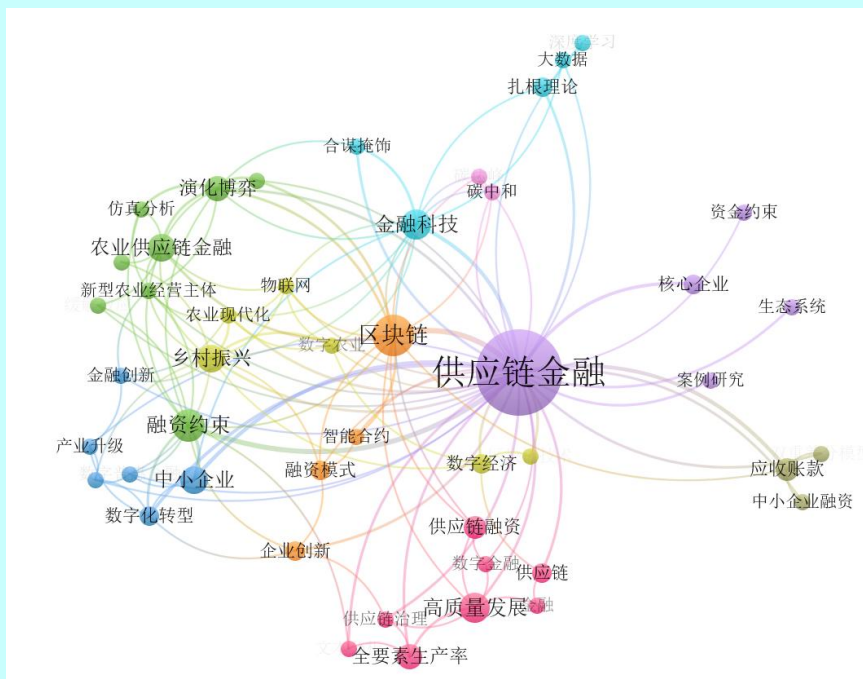 深度学习
大数据
扎根理论
合谋掩饰
演化博弈
碳中和
仿真分析
金融科技
资金约束
农业供应链金融
物联网
新型农业经营主体
核心企业
生态系统
农业现代化
区块链
数字农业
乡村振兴
供应链金融
金融创新
案例研究
融资约束
智能合约
产业升级
融资模式
数字经济
应收账款
中小企业
中小企业融资
数字化转型
供应链融资
企业创新
数字金融
供应链
高质量发展
金融
供应链治理
全要素生产率